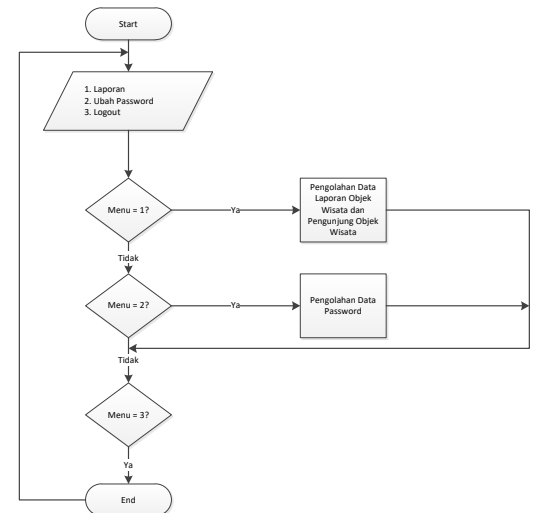 Start
1. Laporan
2. Ubah Password
3. Logout
Menu = 1?
Ya
Pengolahan Data
Laporan Objek
Wisata dan
Pengunjung Objek
Wisata
Tidak
Menu = 2?
Ya
Pengolahan Data
Password
Tidak
Menu = 3?
Ya
End